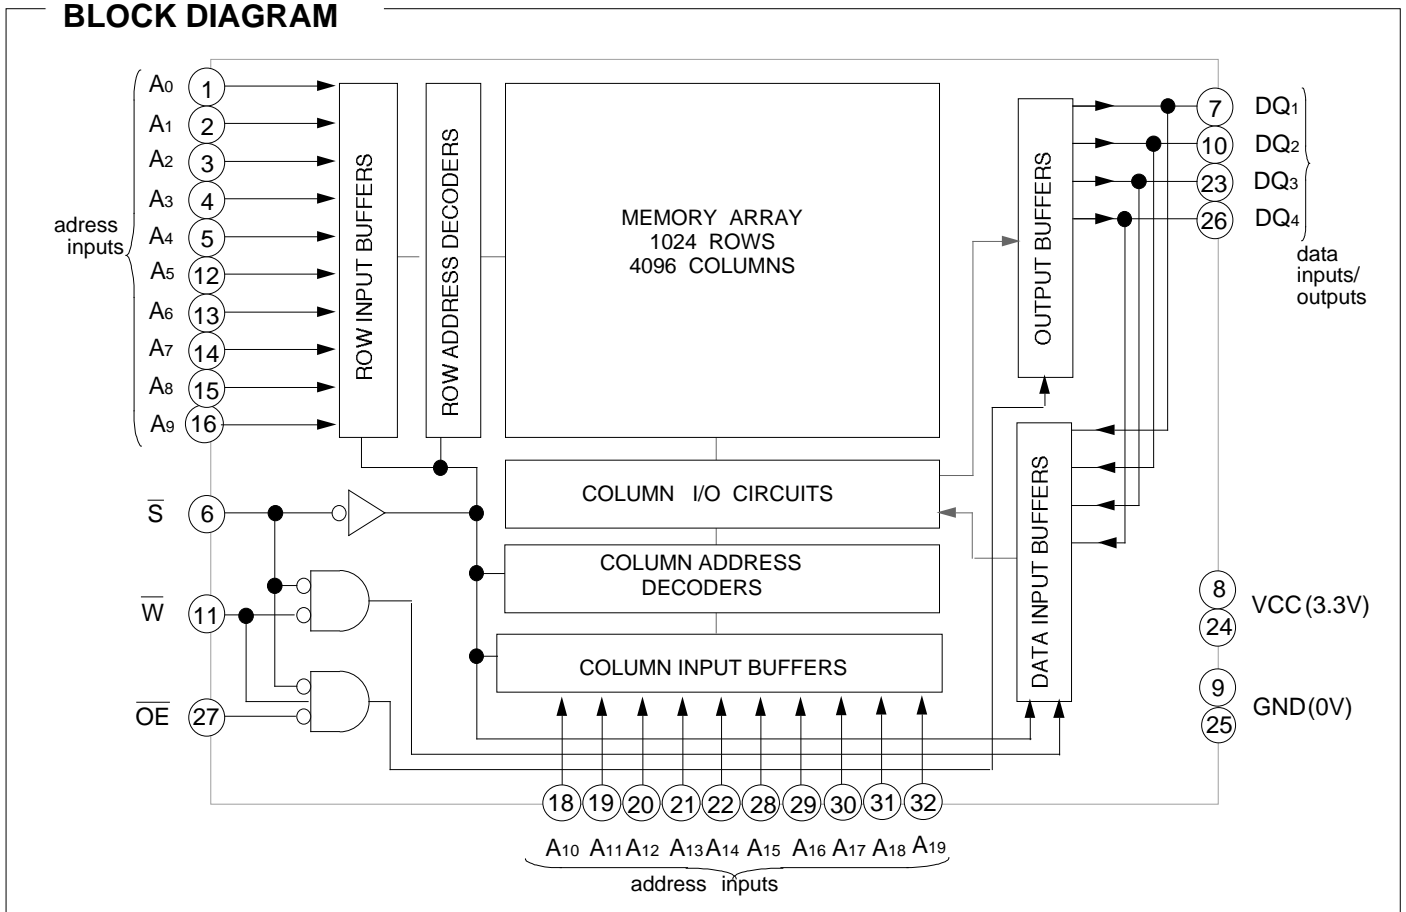 BLOCK DIAGRAM
A0 1
A1 2
A2 3
A3 4
A4 5
A5 12
A6 13
A7 14
A8 15
A9 16
adress
inputs
ROW INPUT BUFFERS
ROW ADDRESS DECODERS
MEMORY ARRAY
1024 ROWS
4096 COLUMNS
OUTPUT BUFFERS
7 DQ1
10 DQ2
23 DQ3
26 DQ4
data
inputs/
outputs
S̅ 6
W̅ 11
O̅E̅ 27
COLUMN I/O CIRCUITS
COLUMN ADDRESS
DECODERS
COLUMN INPUT BUFFERS
DATA INPUT BUFFERS
8
24
VCC (3.3V)
9
25
GND (0V)
18 19 20 21 22 28 29 30 31 32
A10 A11 A12 A13 A14 A15 A16 A17 A18 A19
address inputs